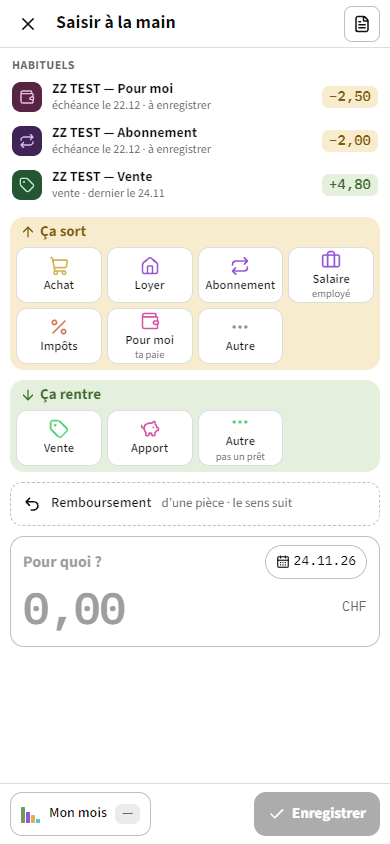 Saisir à la main
HABITUELS
ZZ TEST — Pour moi
échéance le 22.12 · à enregistrer
−2,50
ZZ TEST — Abonnement
échéance le 22.12 · à enregistrer
−2,00
ZZ TEST — Vente
vente · dernier le 24.11
+4,80
Ça sort
Achat
Loyer
Abonnement
Salaire
employé
Impôts
Pour moi
ta paie
Autre
Ça rentre
Vente
Apport
Autre
pas un prêt
Remboursement d’une pièce · le sens suit
Pour quoi ?
24.11.26
0,00
CHF
Mon mois —
Enregistrer